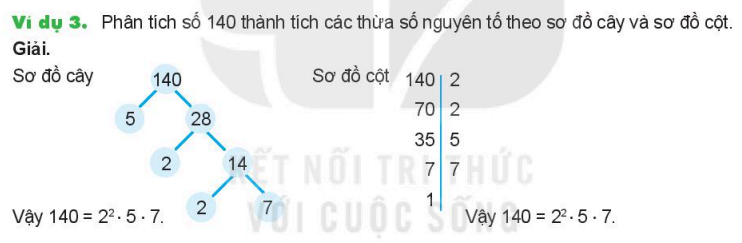 Ví dụ 3. Phân tích số 140 thành tích các thừa số nguyên tố theo sơ đồ cây và sơ đồ cột.
Giải.
Sơ đồ cây
140
5 28
2 14
2 7
Vậy 140 = 2² · 5 · 7.
Sơ đồ cột
140 | 2
70 | 2
35 | 5
7 | 7
1 |
Vậy 140 = 2² · 5 · 7.
KẾT NỐI TRI THỨC
VỚI CUỘC SỐNG